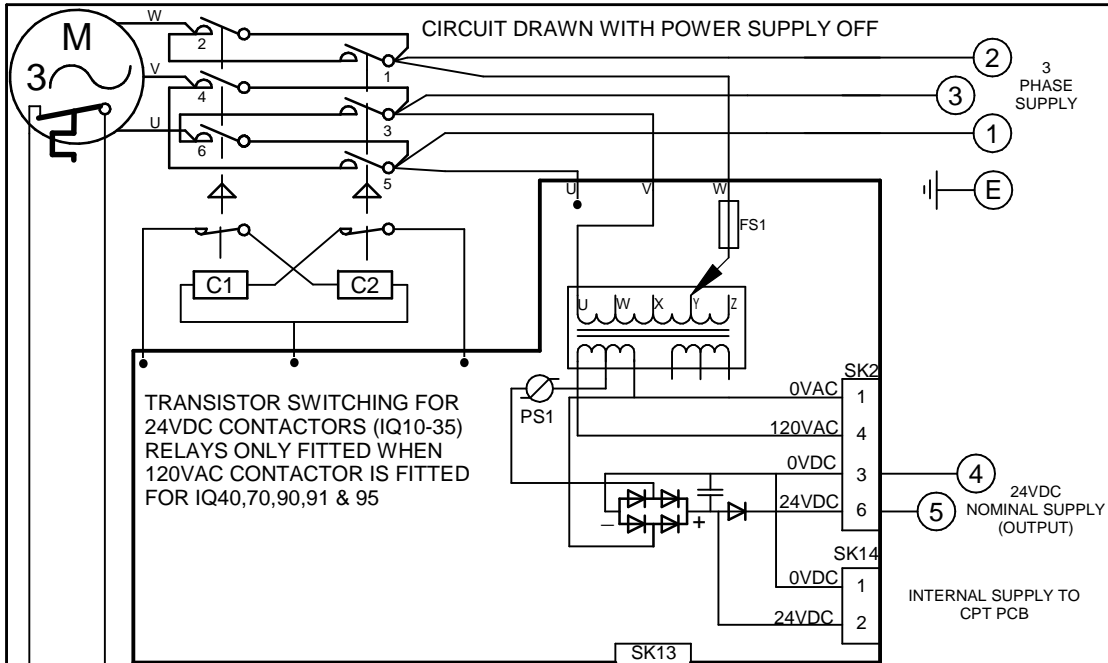 CIRCUIT DRAWN WITH POWER SUPPLY OFF
M
3
W
V
U
2
4
6
1
3
5
2
3
1
E
3
PHASE
SUPPLY
U
V
W
FS1
C1
C2
U
W
X
Y
Z
PS1
TRANSISTOR SWITCHING FOR
24VDC CONTACTORS (IQ10-35)
RELAYS ONLY FITTED WHEN
120VAC CONTACTOR IS FITTED
FOR IQ40,70,90,91 & 95
SK2
0VAC 1
120VAC 4
0VDC 3
24VDC 6
− +
4
5
24VDC
NOMINAL SUPPLY
(OUTPUT)
SK14
0VDC 1
24VDC 2
INTERNAL SUPPLY TO
CPT PCB
SK13